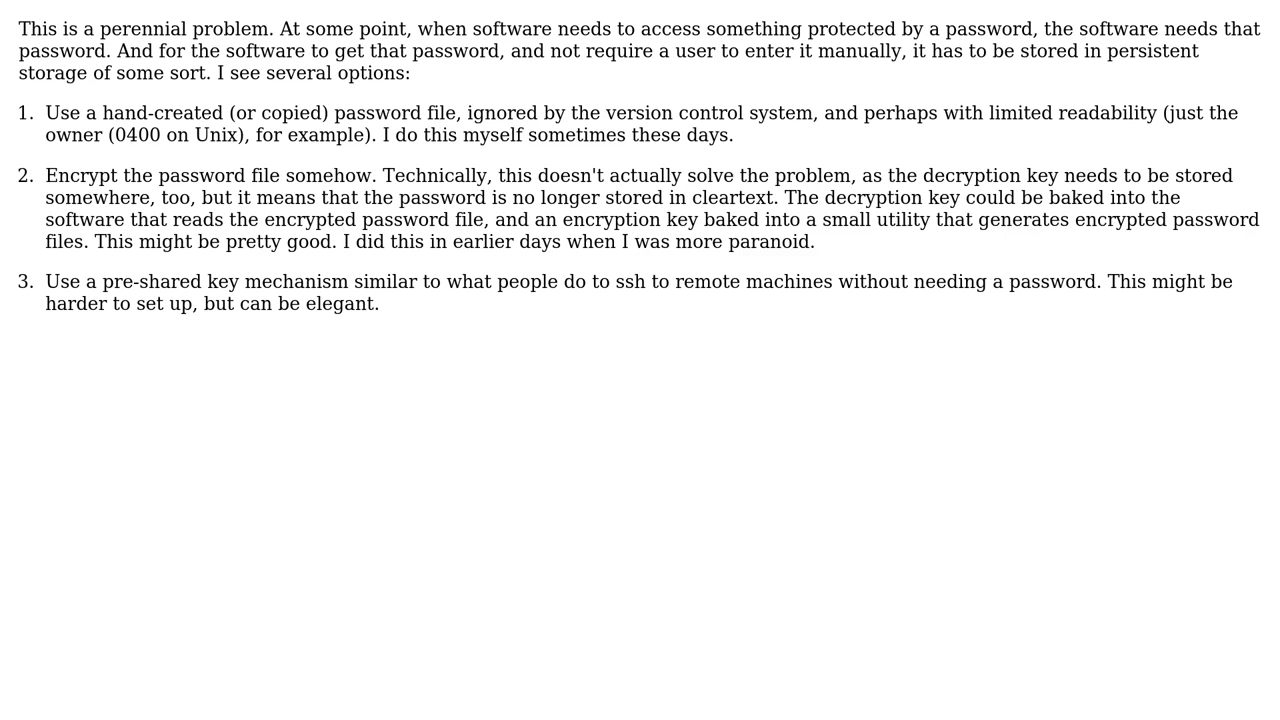 This is a perennial problem. At some point, when software needs to access something protected by a password, the software needs that
password. And for the software to get that password, and not require a user to enter it manually, it has to be stored in persistent
storage of some sort. I see several options:
1. Use a hand-created (or copied) password file, ignored by the version control system, and perhaps with limited readability (just the
owner (0400 on Unix), for example). I do this myself sometimes these days.
2. Encrypt the password file somehow. Technically, this doesn't actually solve the problem, as the decryption key needs to be stored
somewhere, too, but it means that the password is no longer stored in cleartext. The decryption key could be baked into the
software that reads the encrypted password file, and an encryption key baked into a small utility that generates encrypted password
files. This might be pretty good. I did this in earlier days when I was more paranoid.
3. Use a pre-shared key mechanism similar to what people do to ssh to remote machines without needing a password. This might be
harder to set up, but can be elegant.